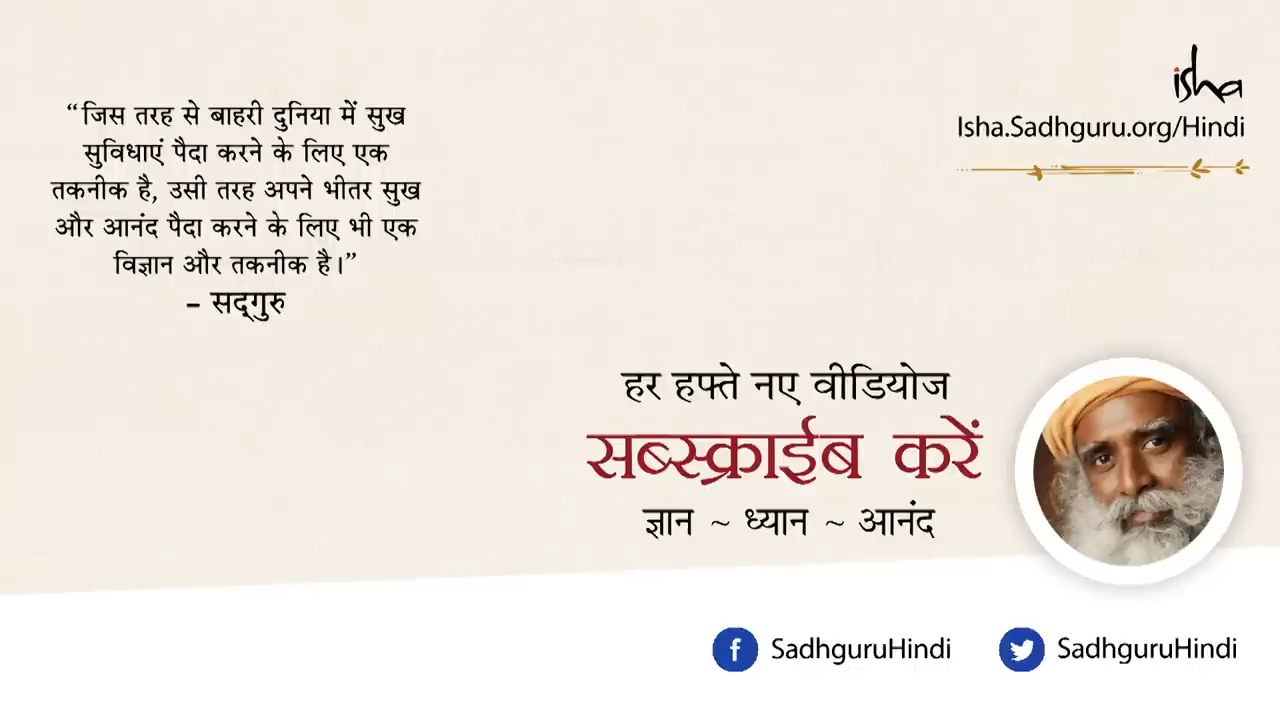 “जिस तरह से बाहरी दुनिया में सुख
सुविधाएं पैदा करने के लिए एक
तकनीक है, उसी तरह अपने भीतर सुख
और आनंद पैदा करने के लिए भी एक
विज्ञान और तकनीक है।”
– सद्‌गुरु
isha
Isha.Sadhguru.org/Hindi
हर हफ्ते नए वीडियोज
सब्स्क्राईब करें
ज्ञान ~ ध्यान ~ आनंद
f SadhguruHindi
SadhguruHindi